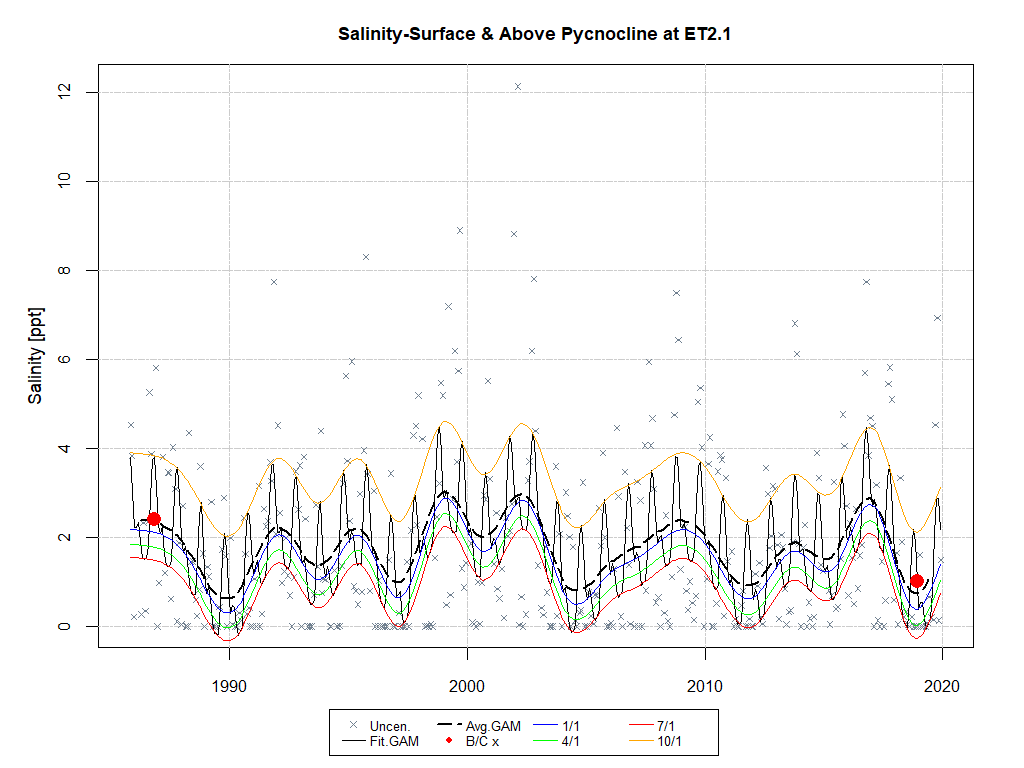 Salinity-Surface & Above Pycnocline at ET2.1
Salinity [ppt]
12
10
8
6
4
2
0
1990 2000 2010 2020
Uncen. Avg.GAM 1/1 7/1
Fit.GAM B/C x 4/1 10/1